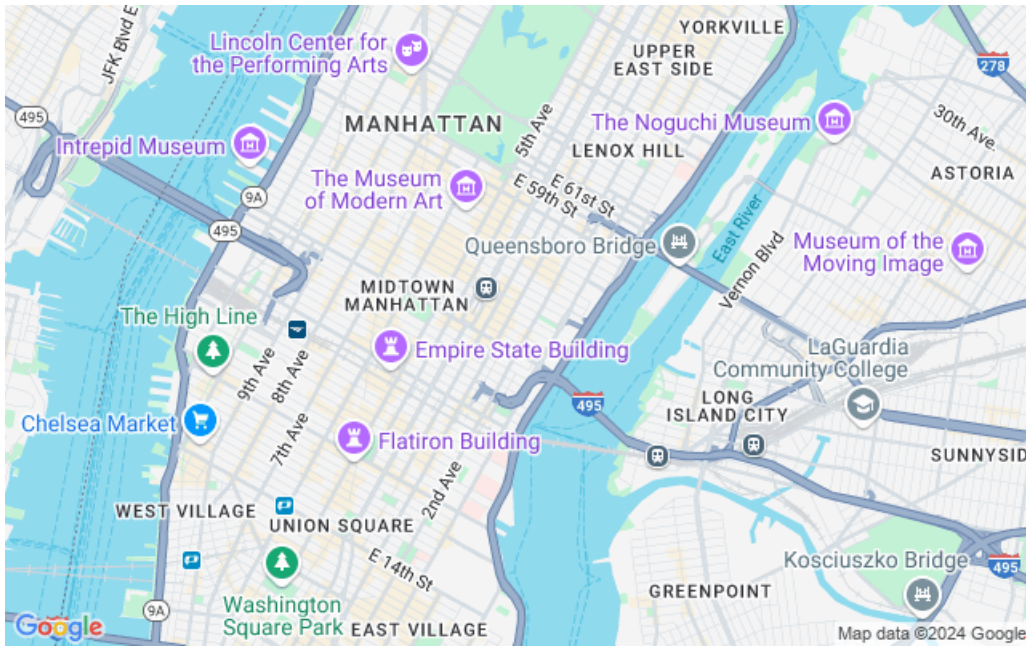 YORKVILLE
JFK Blvd E
Lincoln Center for
the Performing Arts
UPPER
EAST SIDE
278
495
MANHATTAN
5th Ave
The Noguchi Museum
30th Ave.
Intrepid Museum
LENOX HILL
The Museum
of Modern Art
E 61st St
E 59th St
ASTORIA
9A
495
Queensboro Bridge
East River
Museum of the
Moving Image
Vernon Blvd
MIDTOWN
MANHATTAN
The High Line
Empire State Building
LaGuardia
Community College
9th Ave
8th Ave
495
LONG
ISLAND CITY
Chelsea Market
7th Ave
Flatiron Building
SUNNYSID
2nd Ave
WEST VILLAGE
UNION SQUARE
E 14th St
Kosciuszko Bridge
495
GREENPOINT
9A
Washington
Square Park
EAST VILLAGE
Google
Map data ©2024 Google